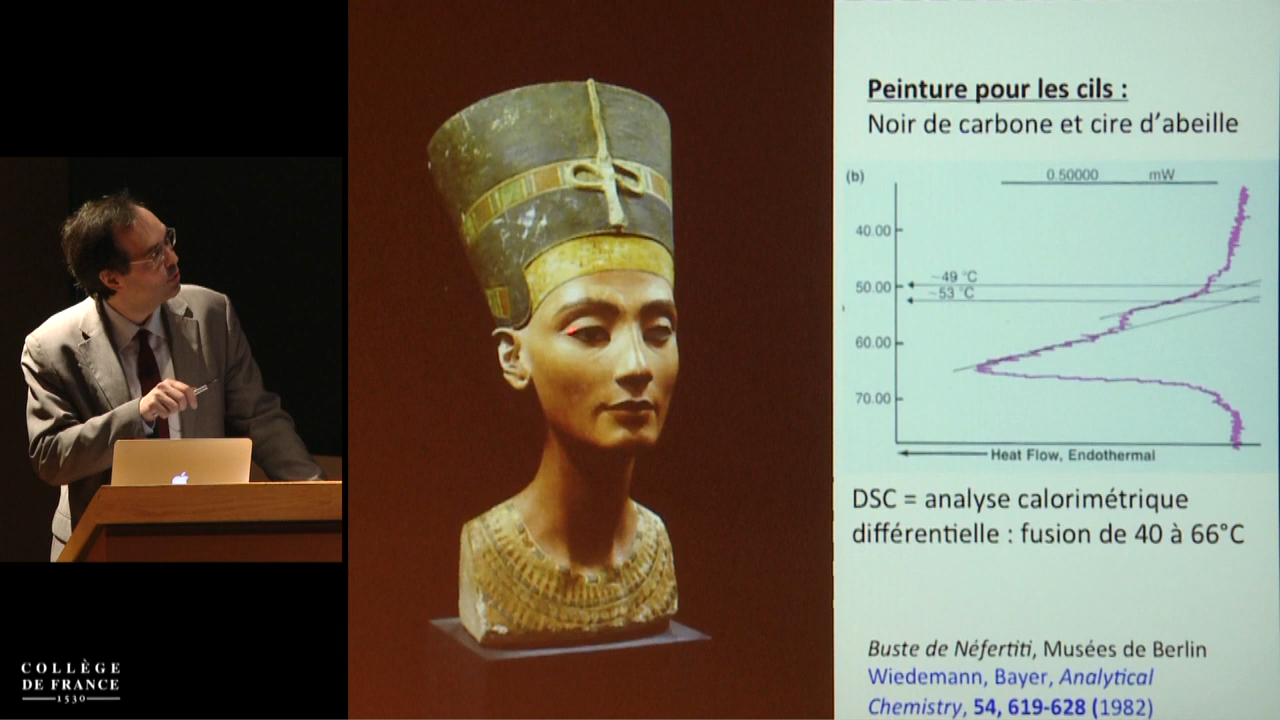 COLLÈGE
DE FRANCE
1530
Peinture pour les cils :
Noir de carbone et cire d'abeille
(b)
0.50000 mW
40.00
~49 °C
50.00
~53 °C
60.00
70.00
Heat Flow, Endothermal
DSC = analyse calorimétrique
différentielle : fusion de 40 à 66°C
Buste de Néfertiti, Musées de Berlin
Wiedemann, Bayer, Analytical
Chemistry, 54, 619-628 (1982)